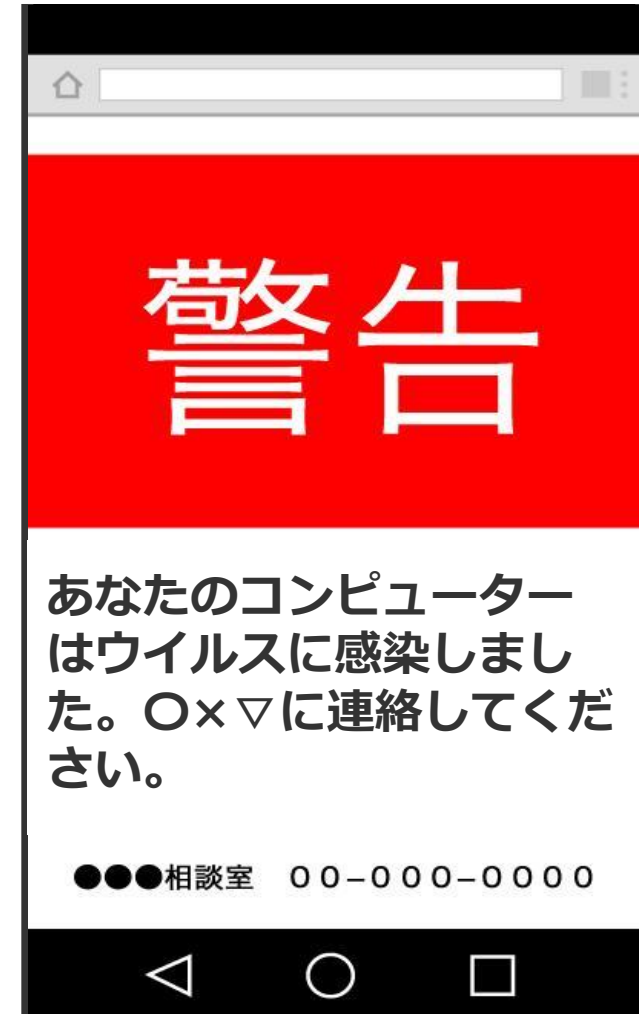 警告
あなたのコンピューター
はウイルスに感染しまし
た。〇×▽に連絡してくだ
さい。
●●●相談室　００−０００−００００